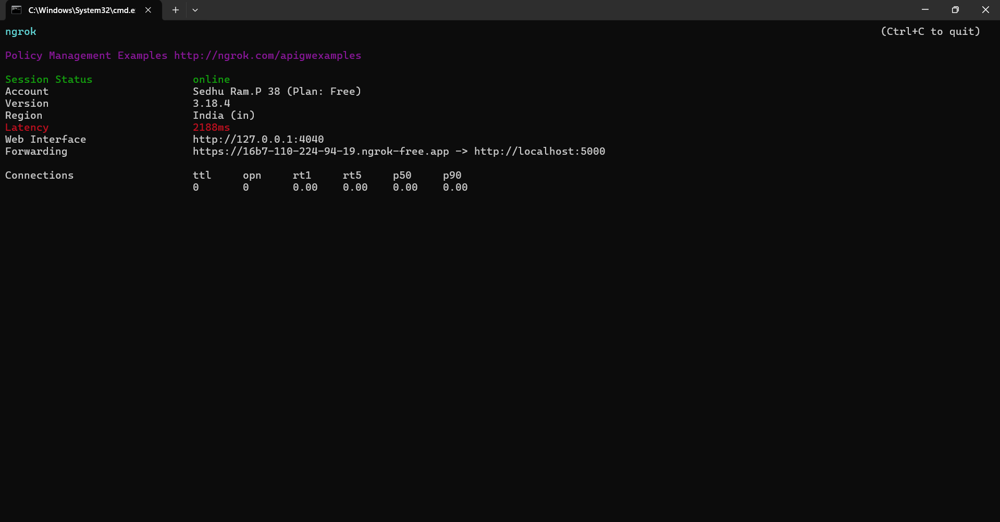 C:\Windows\System32\cmd.e
ngrok (Ctrl+C to quit)
Policy Management Examples http://ngrok.com/apigwexamples
Session Status online
Account Sedhu Ram.P 38 (Plan: Free)
Version 3.18.4
Region India (in)
Latency 2188ms
Web Interface http://127.0.0.1:4040
Forwarding https://16b7-110-224-94-19.ngrok-free.app -> http://localhost:5000
Connections ttl opn rt1 rt5 p50 p90
0 0 0.00 0.00 0.00 0.00